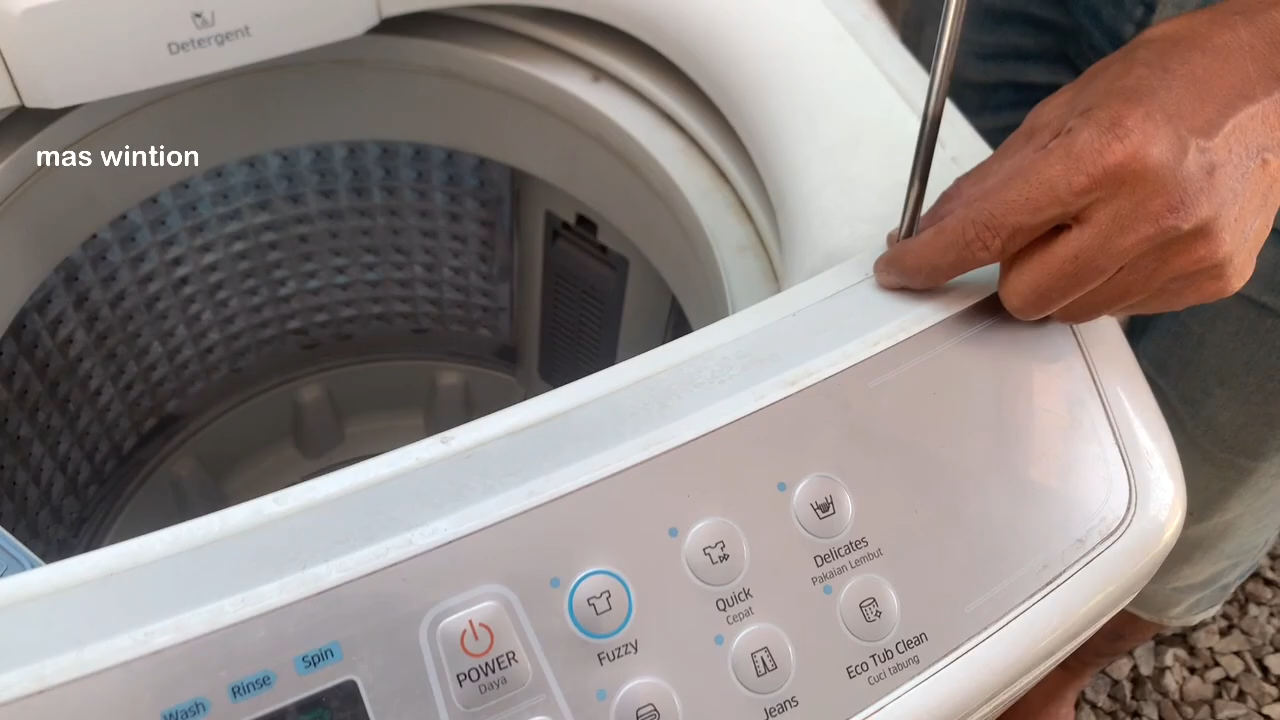 Detergent
mas wintion
Delicates
Pakaian Lembut
Quick
Cepat
Eco Tub Clean
Cuci tabung
Fuzzy
POWER
Daya
Spin
Rinse
Wash
Jeans